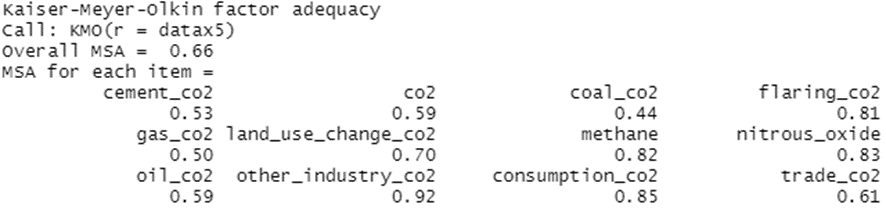 Kaiser-Meyer-Olkin factor adequacy
Call: KMO(r = datax5)
Overall MSA =  0.66
MSA for each item =
cement_co2 co2 coal_co2 flaring_co2
0.53 0.59 0.44 0.81
gas_co2 land_use_change_co2 methane nitrous_oxide
0.50 0.70 0.82 0.83
oil_co2 other_industry_co2 consumption_co2 trade_co2
0.59 0.92 0.85 0.61